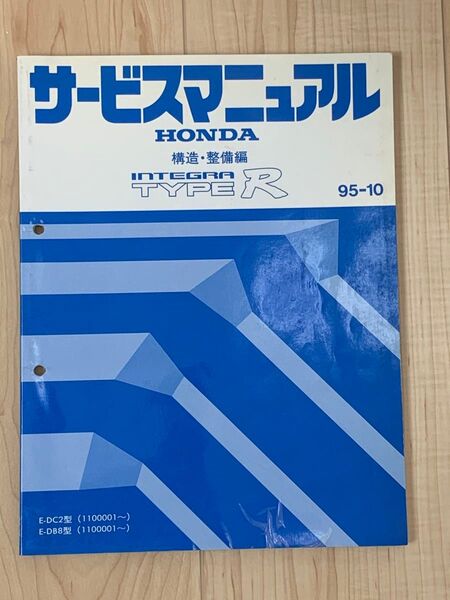 サービスマニュアル
HONDA
構造・整備編
INTEGRA
TYPE R
95-10
E-DC2型 (1100001〜)
E-DB8型 (1100001〜)